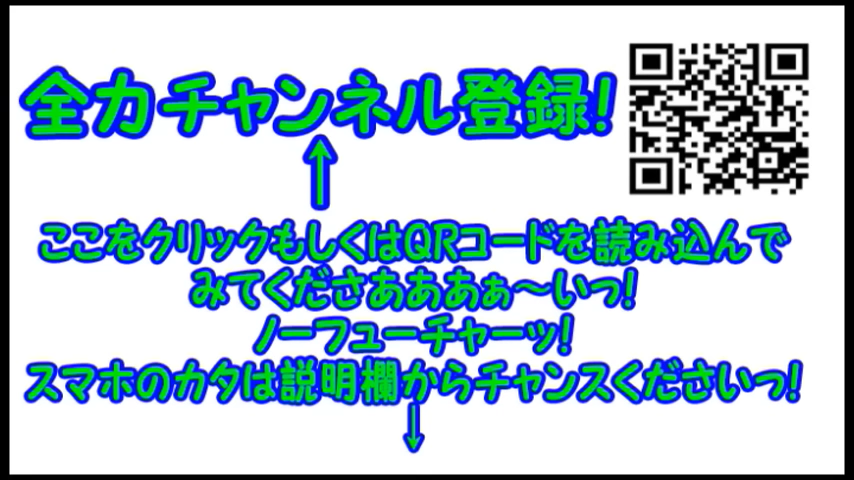 全力チャンネル登録!
↑
ここをクリックもしくはQRコードを読み込んで
みてくださあああぁ～いっ!
ノーフューチャーッ!
スマホのカタは説明欄からチャンスくださいっ!
↓